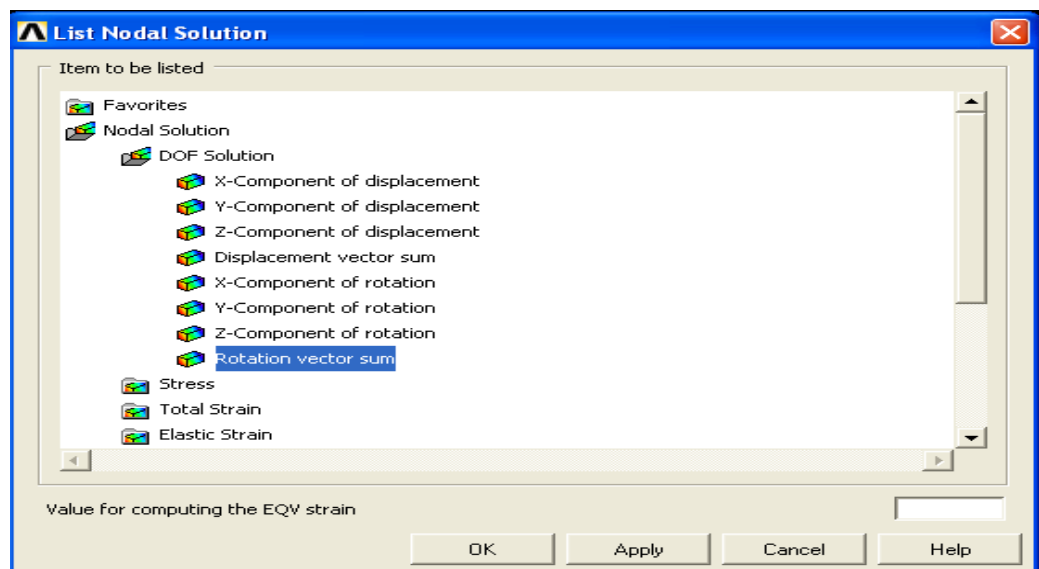 List Nodal Solution
Item to be listed
Favorites
Nodal Solution
DOF Solution
X-Component of displacement
Y-Component of displacement
Z-Component of displacement
Displacement vector sum
X-Component of rotation
Y-Component of rotation
Z-Component of rotation
Rotation vector sum
Stress
Total Strain
Elastic Strain
Value for computing the EQV strain
OK Apply Cancel Help